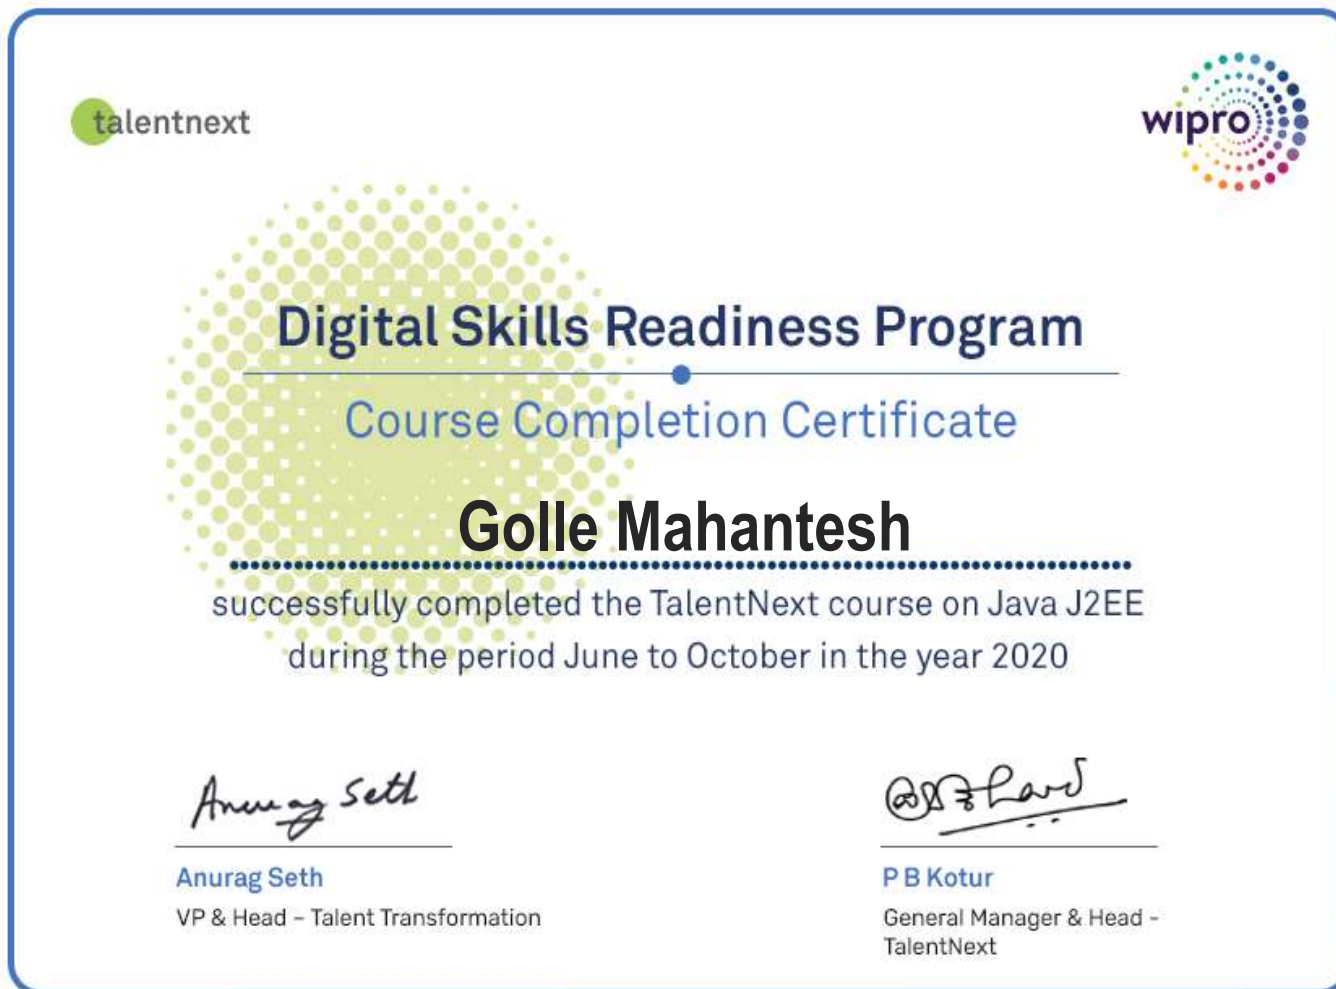 talentnext
wipro
Digital Skills Readiness Program
Course Completion Certificate
Golle Mahantesh
successfully completed the TalentNext course on Java J2EE
during the period June to October in the year 2020
Anurag Seth
Anurag Seth
P B Kotur
VP & Head – Talent Transformation
General Manager & Head -
TalentNext